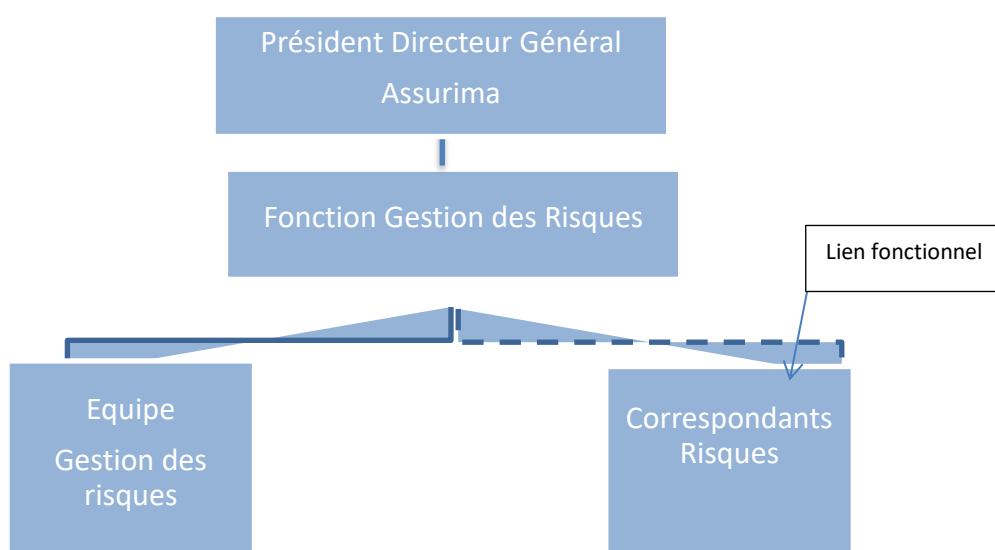 Président Directeur Général
Assurima
Fonction Gestion des Risques
Lien fonctionnel
Equipe
Gestion des
risques
Correspondants
Risques